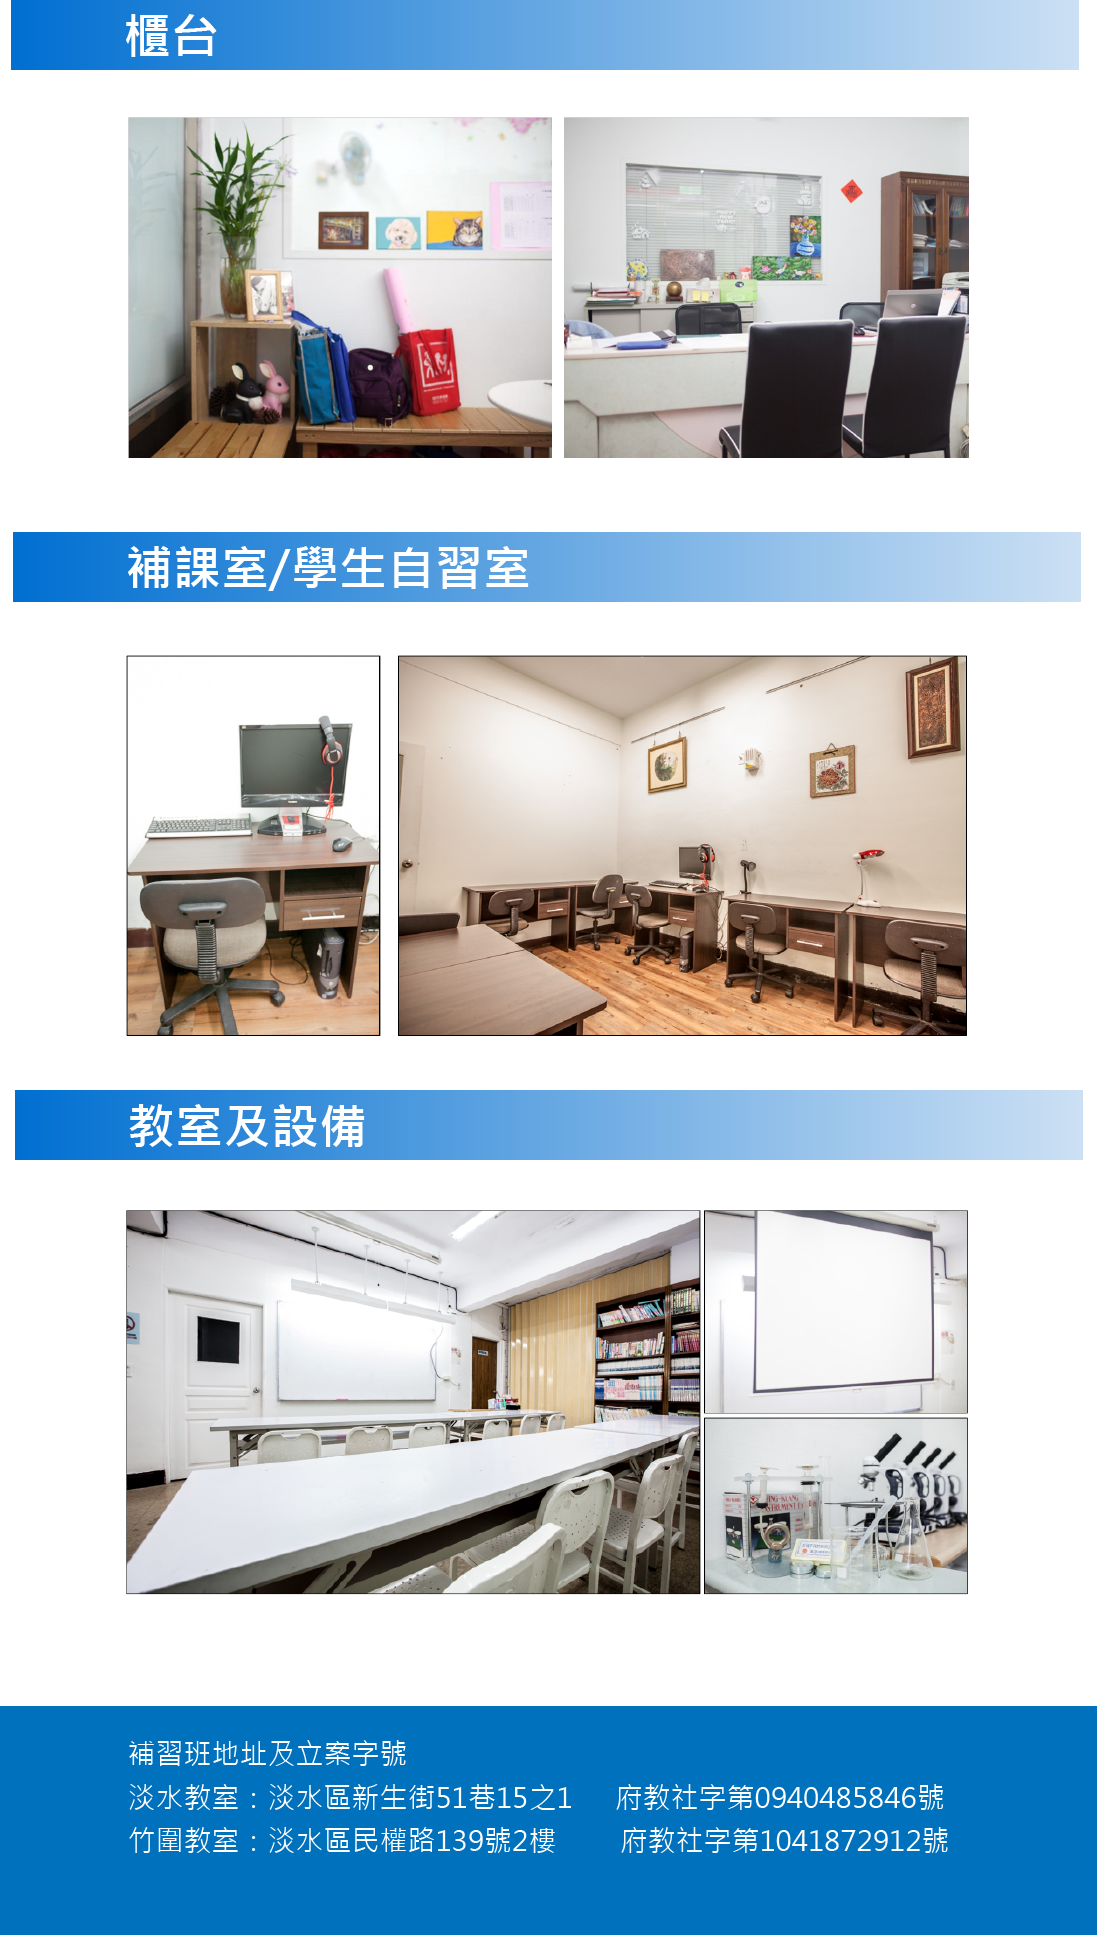 櫃台
補課室/學生自習室
教室及設備
補習班地址及立案字號
淡水教室：淡水區新生街51巷15之1 府教社字第0940485846號
竹圍教室：淡水區民權路139號2樓 府教社字第1041872912號